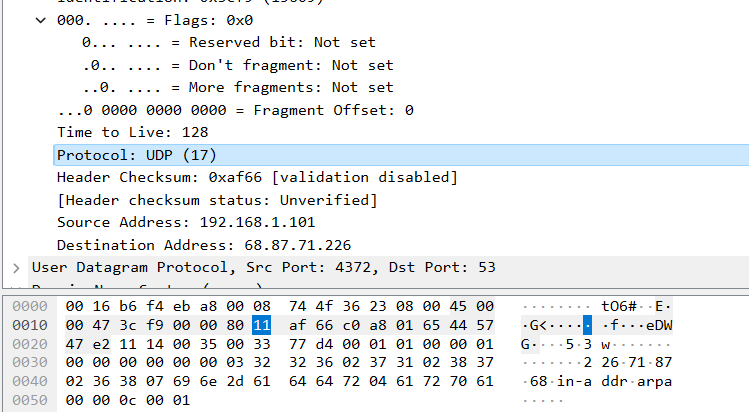 000. .... = Flags: 0x0
0... .... = Reserved bit: Not set
.0.. .... = Don't fragment: Not set
..0. .... = More fragments: Not set
...0 0000 0000 0000 = Fragment Offset: 0
Time to Live: 128
Protocol: UDP (17)
Header Checksum: 0xaf66 [validation disabled]
[Header checksum status: Unverified]
Source Address: 192.168.1.101
Destination Address: 68.87.71.226
User Datagram Protocol, Src Port: 4372, Dst Port: 53
0000 00 16 b6 f4 eb a8 00 08 74 4f 36 23 08 00 45 00 ········ tO6#··E·
0010 00 47 3c f9 00 00 80 11 af 66 c0 a8 01 65 44 57 ·G<····· ·f···eDW
0020 47 e2 11 14 00 35 00 33 77 d4 00 01 01 00 00 01 G····5·3 w·······
0030 00 00 00 00 00 00 03 32 32 36 02 37 31 02 38 37 ·······2 26·71·87
0040 02 36 38 07 69 6e 2d 61 64 64 72 04 61 72 70 61 ·68·in-a ddr·arpa
0050 00 00 0c 00 01 ·····